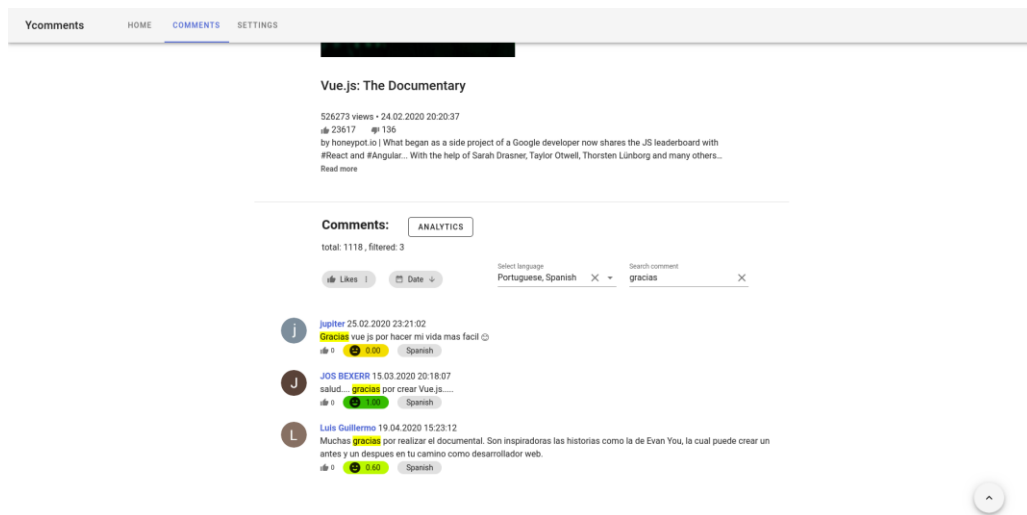 Ycomments HOME COMMENTS SETTINGS
Vue.js: The Documentary
526273 views • 24.02.2020 20:20:37
23617 136
by honeypot.io | What began as a side project of a Google developer now shares the JS leaderboard with
#React and #Angular... With the help of Sarah Drasner, Taylor Otwell, Thorsten Lünborg and many others...
Read more
Comments: ANALYTICS
total: 1118 , filtered: 3
Select language Search comment
Likes Date Portuguese, Spanish gracias
j jupiter 25.02.2020 23:21:02
Gracias vue js por hacer mi vida mas facil 😊
0 0.00 Spanish
J JOS BEXERR 15.03.2020 20:18:07
salud.... gracias por crear Vue.js.....
0 1.00 Spanish
L Luis Guillermo 19.04.2020 15:23:12
Muchas gracias por realizar el documental. Son inspiradoras las historias como la de Evan You, la cual puede crear un
antes y un despues en tu camino como desarrollador web.
0 0.60 Spanish